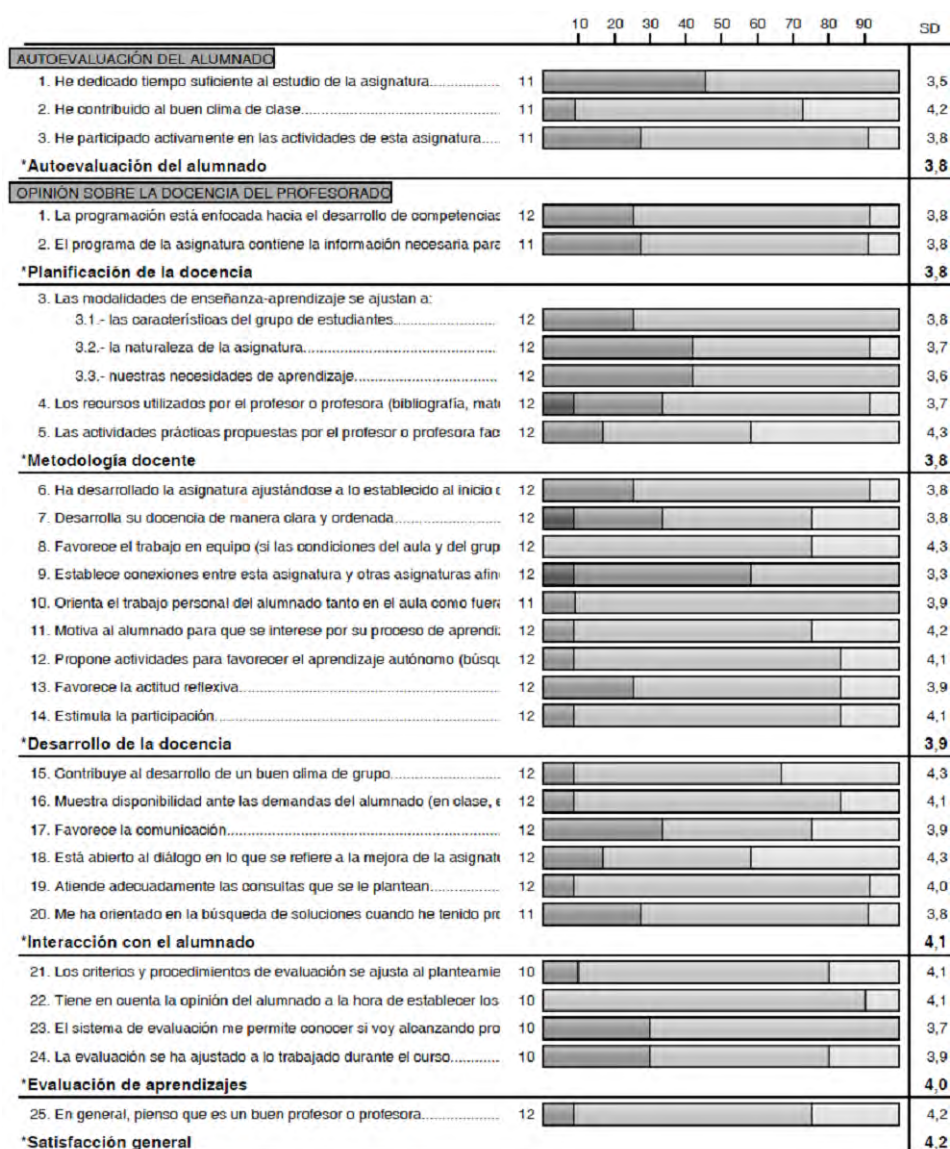 10 20 30 40 50 60 70 80 90 SD
AUTOEVALUACIÓN DEL ALUMNADO
1. He dedicado tiempo suficiente al estudio de la asignatura.................. 11 3,5
2. He contribuido al buen clima de clase.................. 11 4,2
3. He participado activamente en las actividades de esta asignatura..... 11 3,8
*Autoevaluación del alumnado 3,8
OPINIÓN SOBRE LA DOCENCIA DEL PROFESORADO
1. La programación está enfocada hacia el desarrollo de competencias 12 3,8
2. El programa de la asignatura contiene la información necesaria para 11 3,8
*Planificación de la docencia 3,8
3. Las modalidades de enseñanza-aprendizaje se ajustan a:
3.1.- las características del grupo de estudiantes.................. 12 3,8
3.2.- la naturaleza de la asignatura.................. 12 3,7
3.3.- nuestras necesidades de aprendizaje.................. 12 3,6
4. Los recursos utilizados por el profesor o profesora (bibliografía, mate 12 3,7
5. Las actividades prácticas propuestas por el profesor o profesora fac 12 4,3
*Metodología docente 3,8
6. Ha desarrollado la asignatura ajustándose a lo establecido al inicio d 12 3,8
7. Desarrolla su docencia de manera clara y ordenada.................. 12 3,8
8. Favorece el trabajo en equipo (si las condiciones del aula y del grup 12 4,3
9. Establece conexiones entre esta asignatura y otras asignaturas afin 12 3,3
10. Orienta el trabajo personal del alumnado tanto en el aula como fuera 11 3,9
11. Motiva al alumnado para que se interese por su proceso de aprendiz 12 4,2
12. Propone actividades para favorecer el aprendizaje autónomo (búsqu 12 4,1
13. Favorece la actitud reflexiva.................. 12 3,9
14. Estimula la participación.................. 12 4,1
*Desarrollo de la docencia 3,9
15. Contribuye al desarrollo de un buen clima de grupo.................. 12 4,3
16. Muestra disponibilidad ante las demandas del alumnado (en clase, e 12 4,1
17. Favorece la comunicación.................. 12 3,9
18. Está abierto al diálogo en lo que se refiere a la mejora de la asignatu 12 4,3
19. Atiende adecuadamente las consultas que se le plantean.................. 12 4,0
20. Me ha orientado en la búsqueda de soluciones cuando he tenido pro 11 3,8
*Interacción con el alumnado 4,1
21. Los criterios y procedimientos de evaluación se ajusta al planteamie 10 4,1
22. Tiene en cuenta la opinión del alumnado a la hora de establecer los 10 4,1
23. El sistema de evaluación me permite conocer si voy alcanzando pro 10 3,7
24. La evaluación se ha ajustado a lo trabajado durante el curso............ 10 3,9
*Evaluación de aprendizajes 4,0
25. En general, pienso que es un buen profesor o profesora.................. 12 4,2
*Satisfacción general 4,2